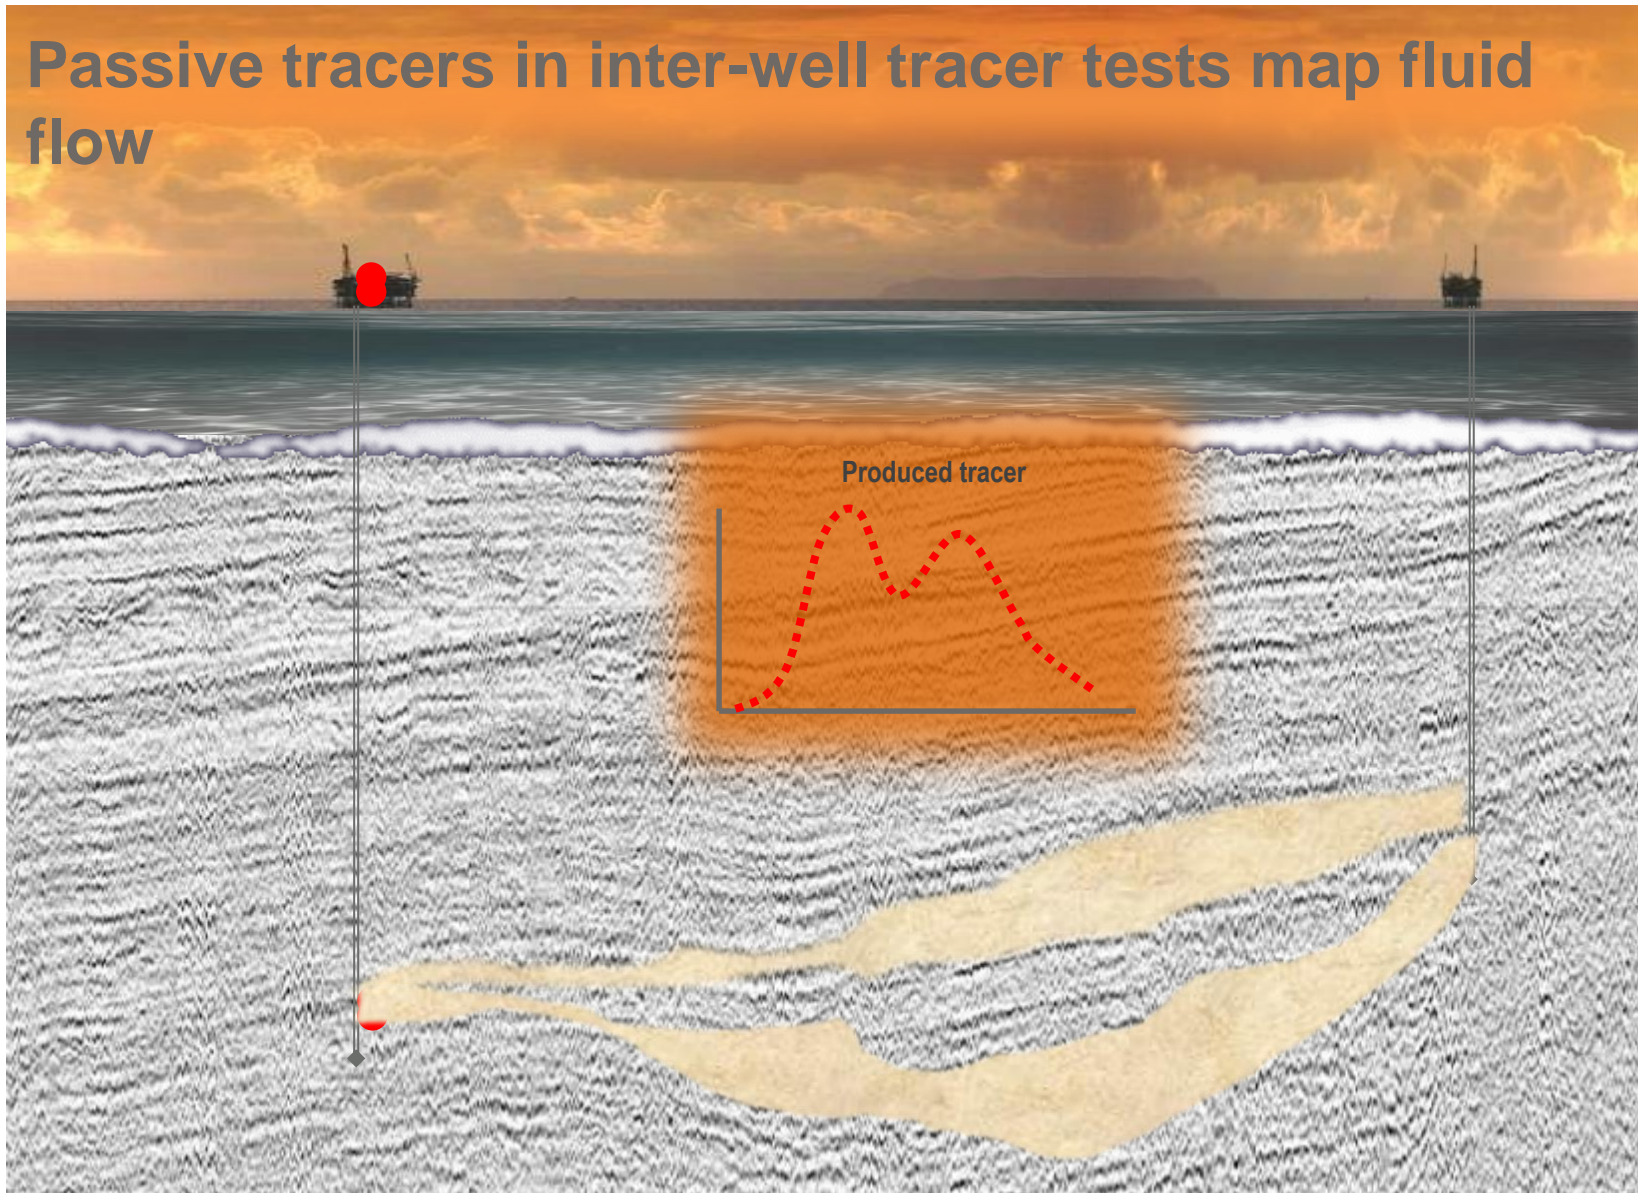 Passive tracers in inter-well tracer tests map fluid
flow
Produced tracer